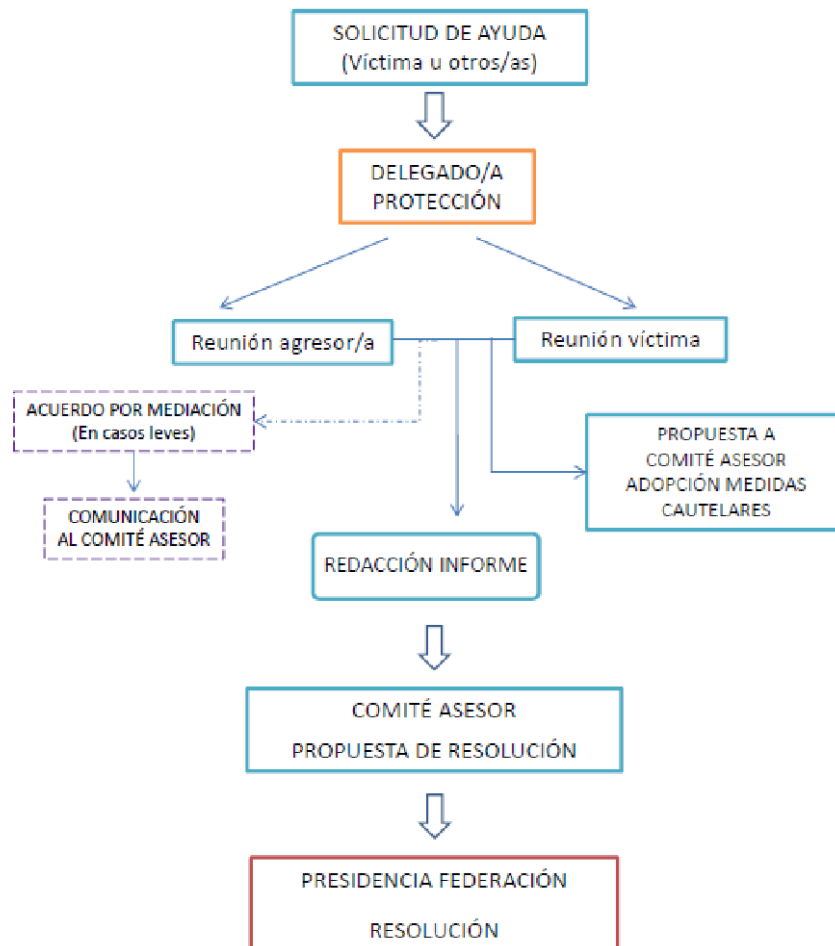 SOLICITUD DE AYUDA
(Víctima u otros/as)
DELEGADO/A
PROTECCIÓN
Reunión agresor/a
Reunión víctima
ACUERDO POR MEDIACIÓN
(En casos leves)
PROPUESTA A
COMITÉ ASESOR
ADOPCIÓN MEDIDAS
CAUTELARES
COMUNICACIÓN
AL COMITÉ ASESOR
REDACCIÓN INFORME
COMITÉ ASESOR
PROPUESTA DE RESOLUCIÓN
PRESIDENCIA FEDERACIÓN
RESOLUCIÓN